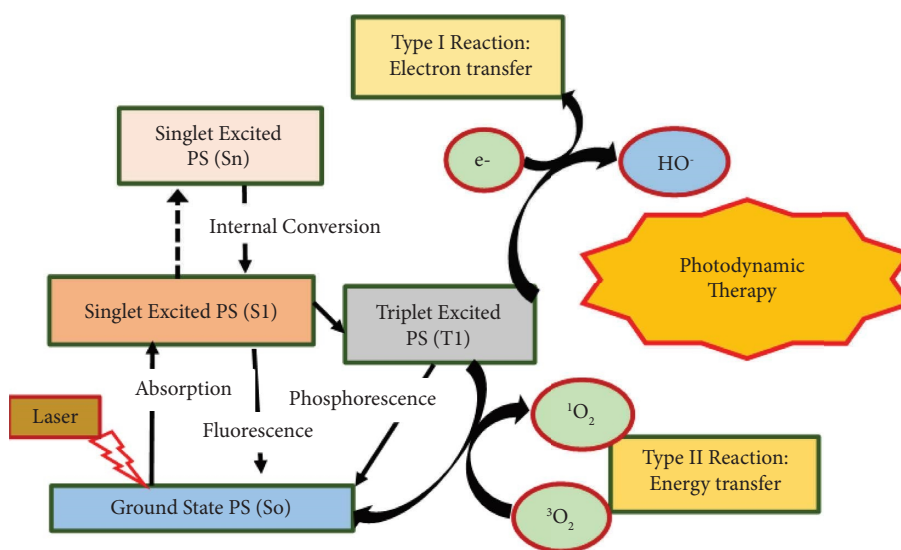 Type I Reaction:
Electron transfer
Singlet Excited
PS (Sn)
e-
HO-
Internal Conversion
Photodynamic
Therapy
Singlet Excited PS (S1)
Triplet Excited
PS (T1)
Absorption
Phosphorescence
Laser
Fluorescence
¹O₂
Type II Reaction:
Energy transfer
Ground State PS (So)
³O₂